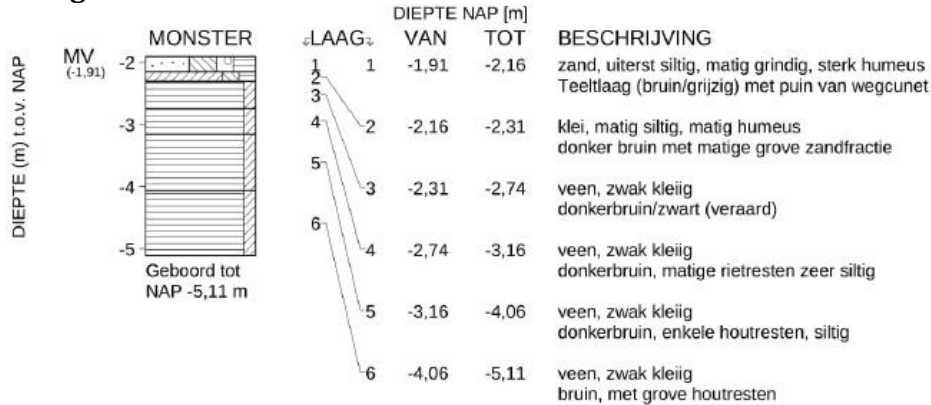 DIEPTE NAP [m]
MONSTER LAAG VAN TOT BESCHRIJVING
DIEPTE (m) t.o.v. NAP
MV
(-1,91)
-2
-3
-4
-5
Geboord tot
NAP -5,11 m
1
2
3
4
5
6
1 -1,91 -2,16 zand, uiterst siltig, matig grindig, sterk humeus
Teeltlaag (bruin/grijzig) met puin van wegcunet
2 -2,16 -2,31 klei, matig siltig, matig humeus
donker bruin met matige grove zandfractie
3 -2,31 -2,74 veen, zwak kleiig
donkerbruin/zwart (veraard)
4 -2,74 -3,16 veen, zwak kleiig
donkerbruin, matige rietresten zeer siltig
5 -3,16 -4,06 veen, zwak kleiig
donkerbruin, enkele houtresten, siltig
6 -4,06 -5,11 veen, zwak kleiig
bruin, met grove houtresten